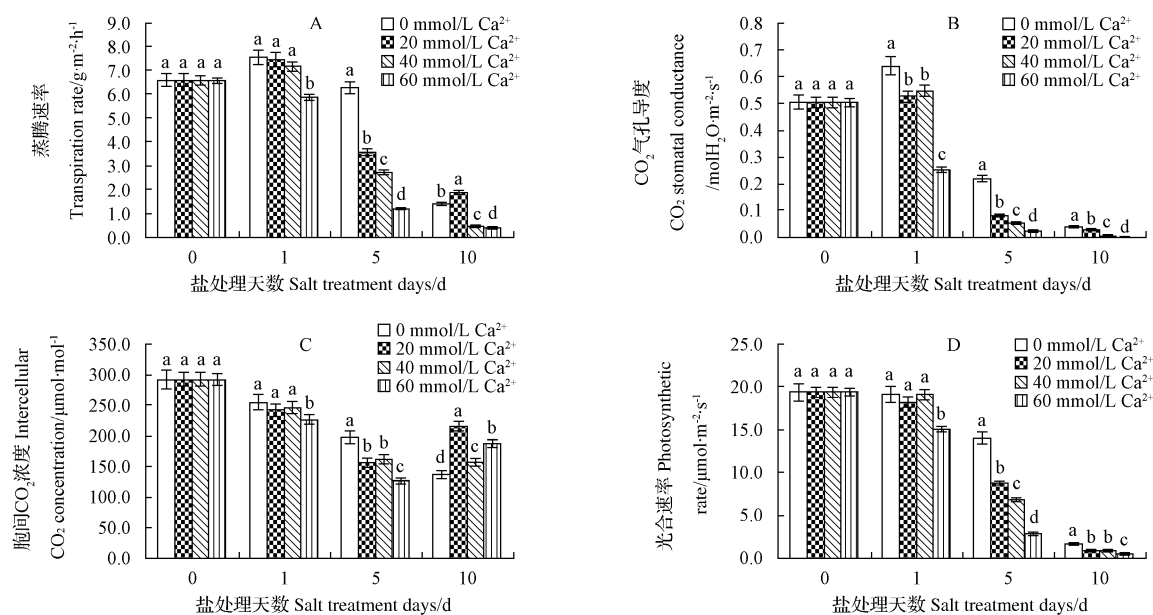 A
0 mmol/L Ca²⁺
20 mmol/L Ca²⁺
40 mmol/L Ca²⁺
60 mmol/L Ca²⁺
蒸腾速率
Transpiration rate/g·m⁻²·h⁻¹
9.0
8.0
7.0
6.0
5.0
4.0
3.0
2.0
1.0
0.0
a a a a
a a a b
a b c d
b a c d
0 1 5 10
盐处理天数 Salt treatment days/d
B
0 mmol/L Ca²⁺
20 mmol/L Ca²⁺
40 mmol/L Ca²⁺
60 mmol/L Ca²⁺
CO₂气孔导度
CO₂ stomatal conductance
/molH₂O·m⁻²·s⁻¹
0.8
0.7
0.6
0.5
0.4
0.3
0.2
0.1
0.0
a a a a
a b b c
a b c d
a b c d
0 1 5 10
盐处理天数 Salt treatment days/d
C
0 mmol/L Ca²⁺
20 mmol/L Ca²⁺
40 mmol/L Ca²⁺
60 mmol/L Ca²⁺
胞间CO₂浓度 Intercellular
CO₂ concentration/μmol·mol⁻¹
350.0
300.0
250.0
200.0
150.0
100.0
50.0
0.0
a a a a
a a a b
a b b c
d a c b
0 1 5 10
盐处理天数 Salt treatment days/d
D
0 mmol/L Ca²⁺
20 mmol/L Ca²⁺
40 mmol/L Ca²⁺
60 mmol/L Ca²⁺
光合速率 Photosynthetic
rate/μmol·m⁻²·s⁻¹
25.0
20.0
15.0
10.0
5.0
0.0
a a a a
a a a b
a b c d
a b b c
0 1 5 10
盐处理天数 Salt treatment days/d